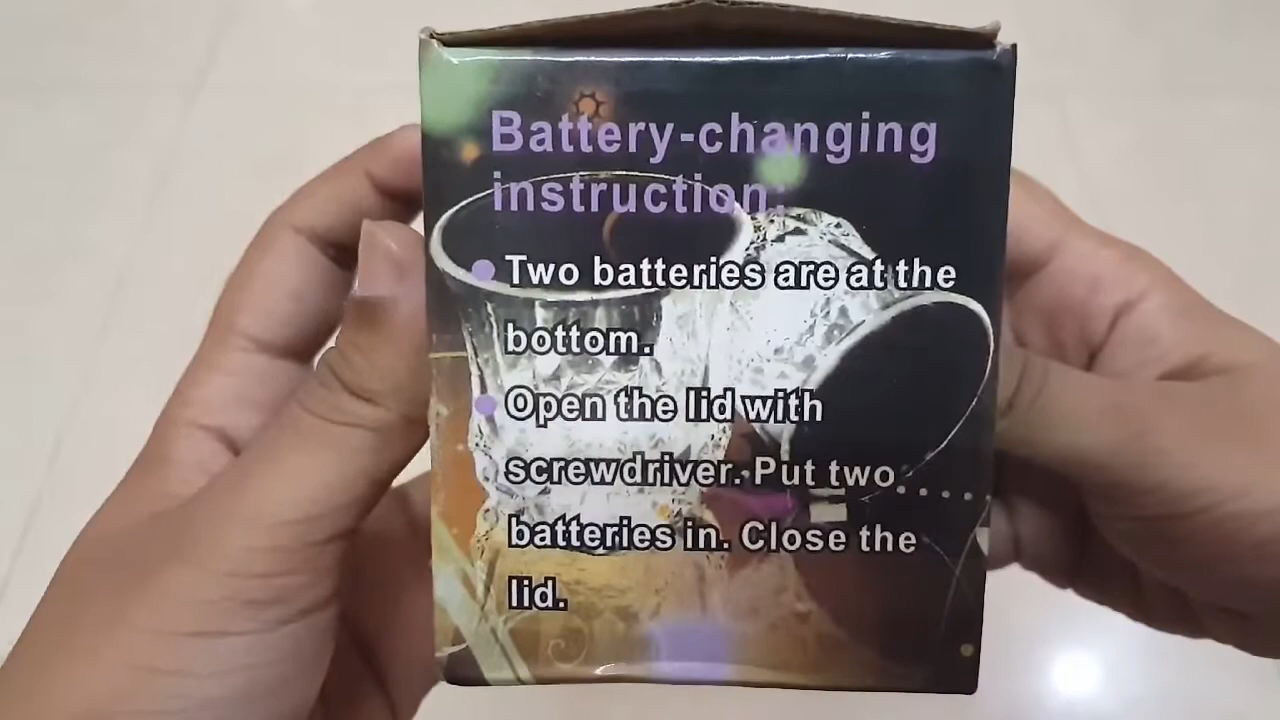 Battery-changing
instruction:
Two batteries are at the
bottom.
Open the lid with
screwdriver. Put two
batteries in. Close the
lid.